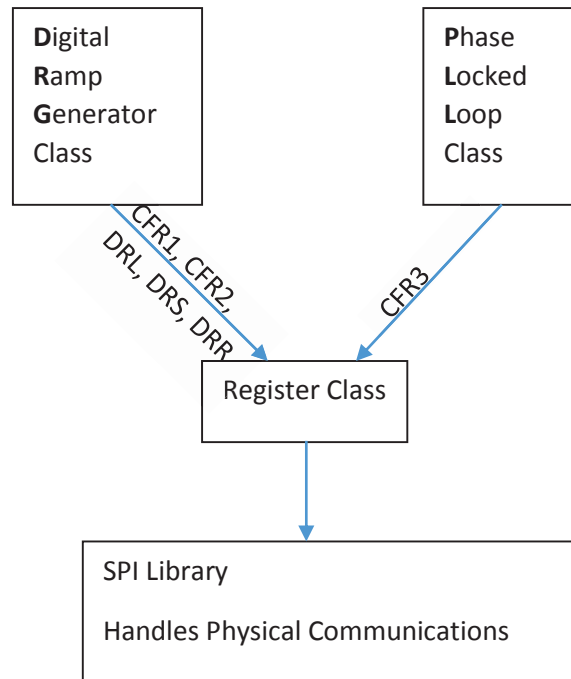 Digital
Ramp
Generator
Class
Phase
Locked
Loop
Class
CFR1, CFR2,
DRL, DRS, DRR
CFR3
Register Class
SPI Library
Handles Physical Communications